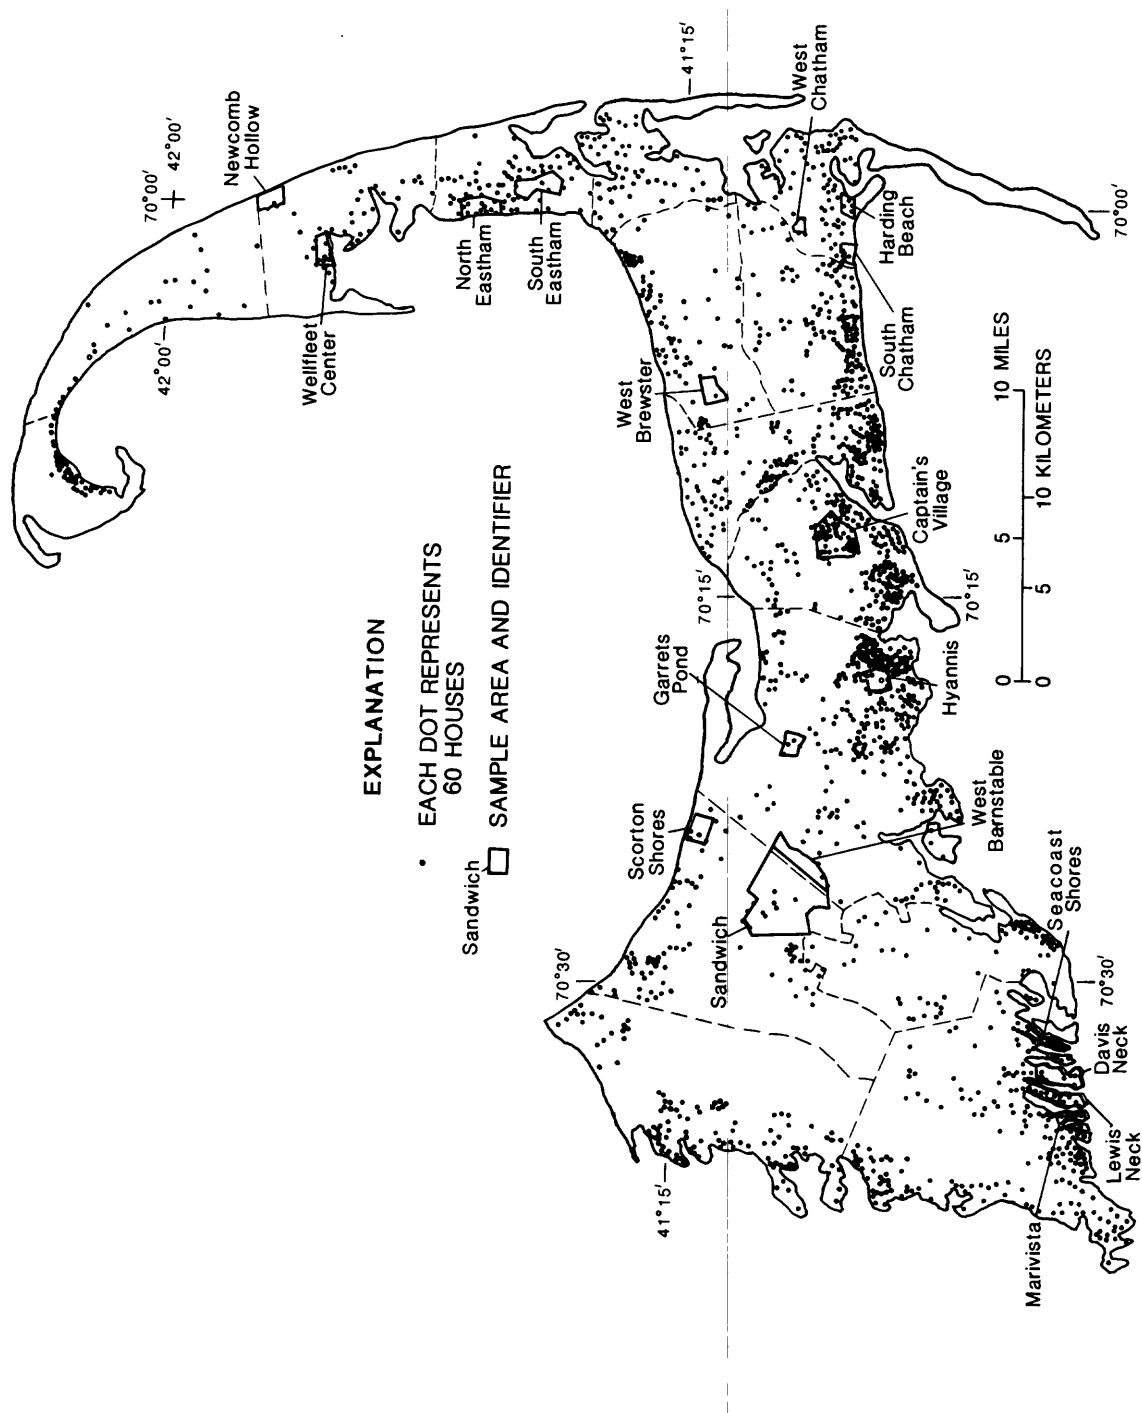 EXPLANATION
EACH DOT REPRESENTS
60 HOUSES
SAMPLE AREA AND IDENTIFIER
Sandwich
Newcomb
Hollow
70°00′
42°00′
42°00′
Wellfleet
Center
North
Eastham
South
Eastham
41°15′
West
Chatham
Harding
Beach
South
Chatham
70°00′
West
Brewster
Captain's
Village
70°15′
70°15′
Garrets
Pond
Hyannis
Scorton
Shores
West
Barnstable
Sandwich
Seacoast
Shores
70°30′
70°30′
Davis
Neck
Lewis
Neck
Marivista
41°15′
0 5 10 MILES
0 5 10 KILOMETERS